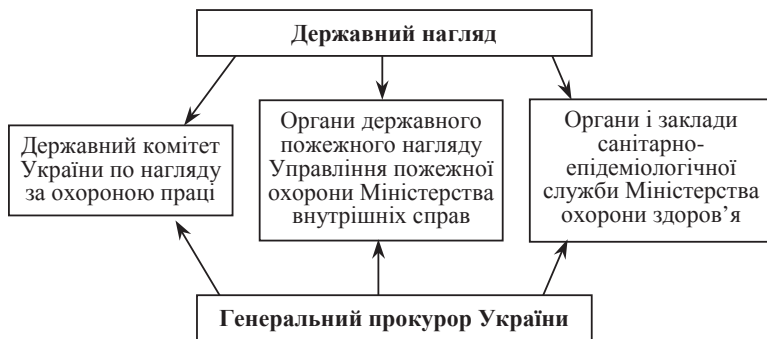 Державний нагляд
Державний комітет
України по нагляду
за охороною праці
Органи державного
пожежного нагляду
Управління пожежної
охорони Міністерства
внутрішніх справ
Органи і заклади
санітарно-
епідеміологічної
служби Міністерства
охорони здоров’я
Генеральний прокурор України